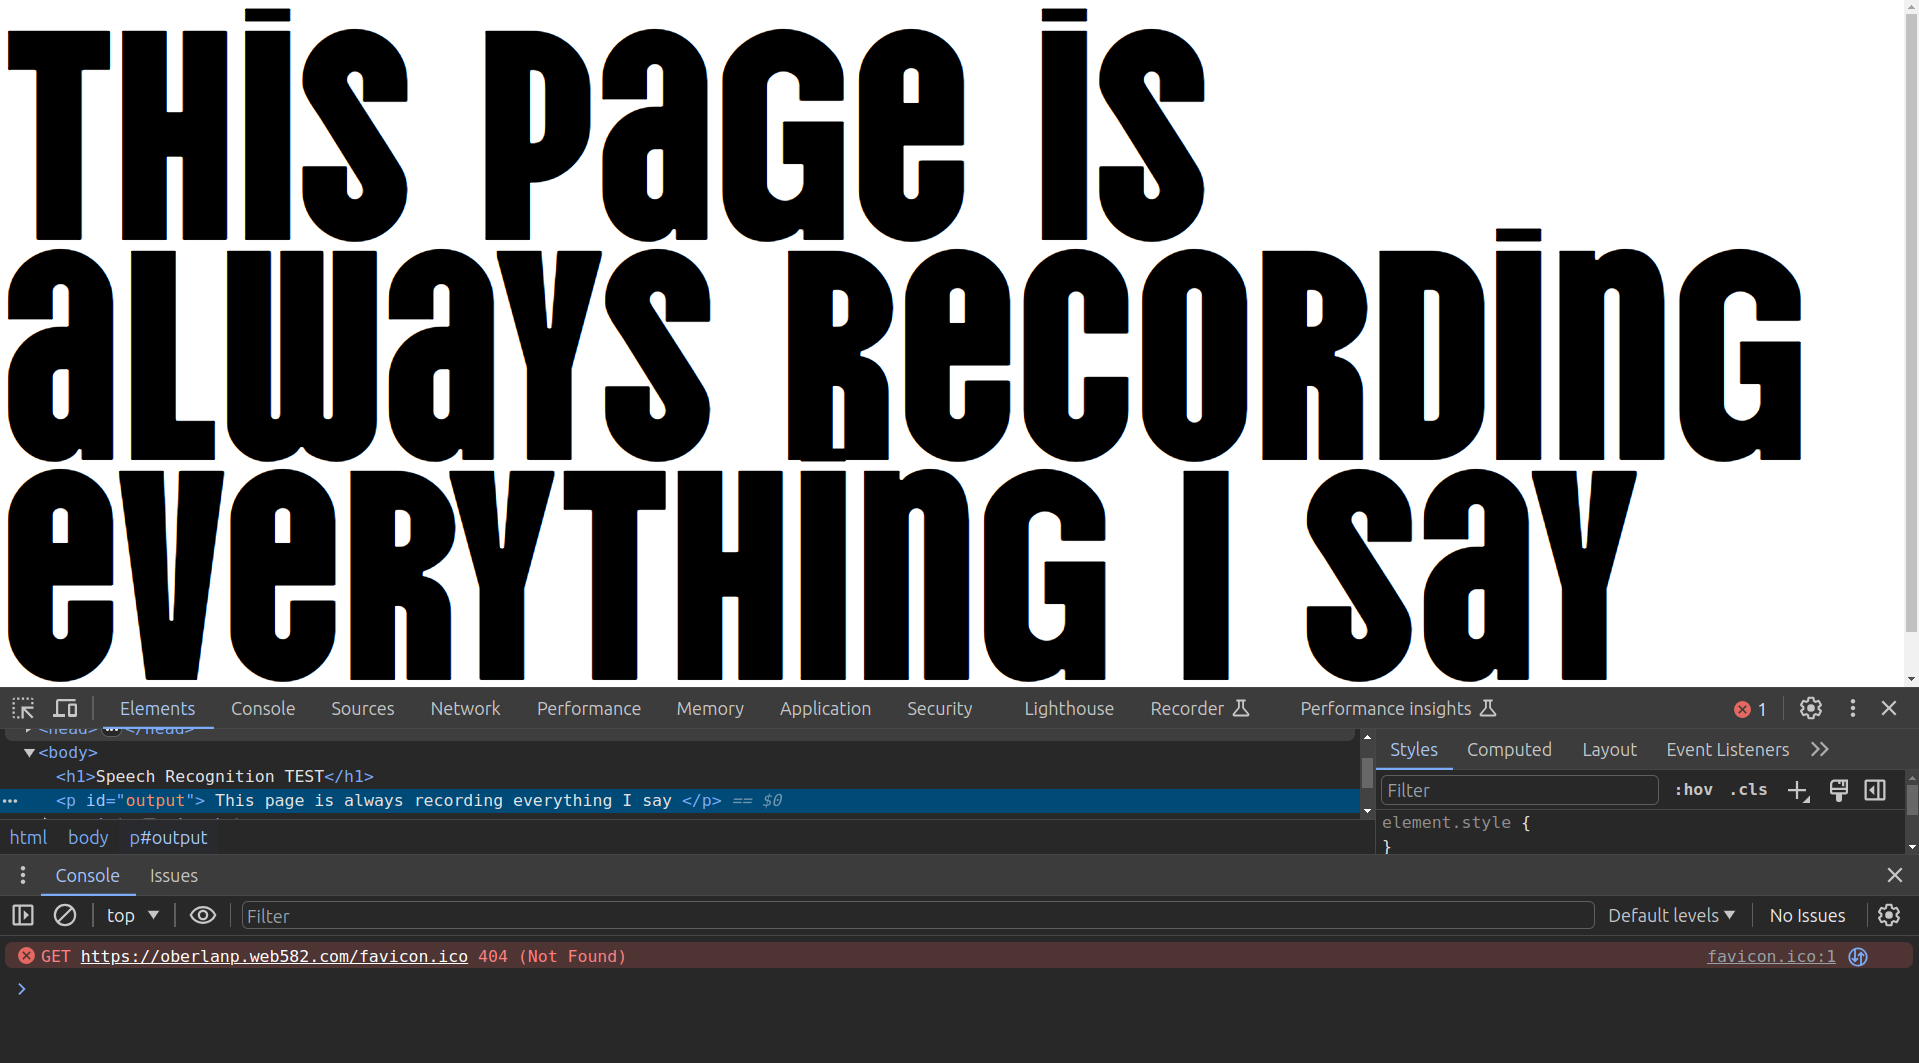 THis PaGe is
aLWaYs ReCORDinG
eVeRYTHinG I saY
Elements Console Sources Network Performance Memory Application Security Lighthouse Recorder Performance insights 1
<head> ... </head>
<body>
<h1>Speech Recognition TEST</h1>
... <p id="output"> This page is always recording everything I say </p> == $0
html body p#output
Styles Computed Layout Event Listeners
Filter :hov .cls
element.style {
}
Console Issues
top Filter Default levels No Issues
GET https://oberlanp.web582.com/favicon.ico 404 (Not Found) favicon.ico:1